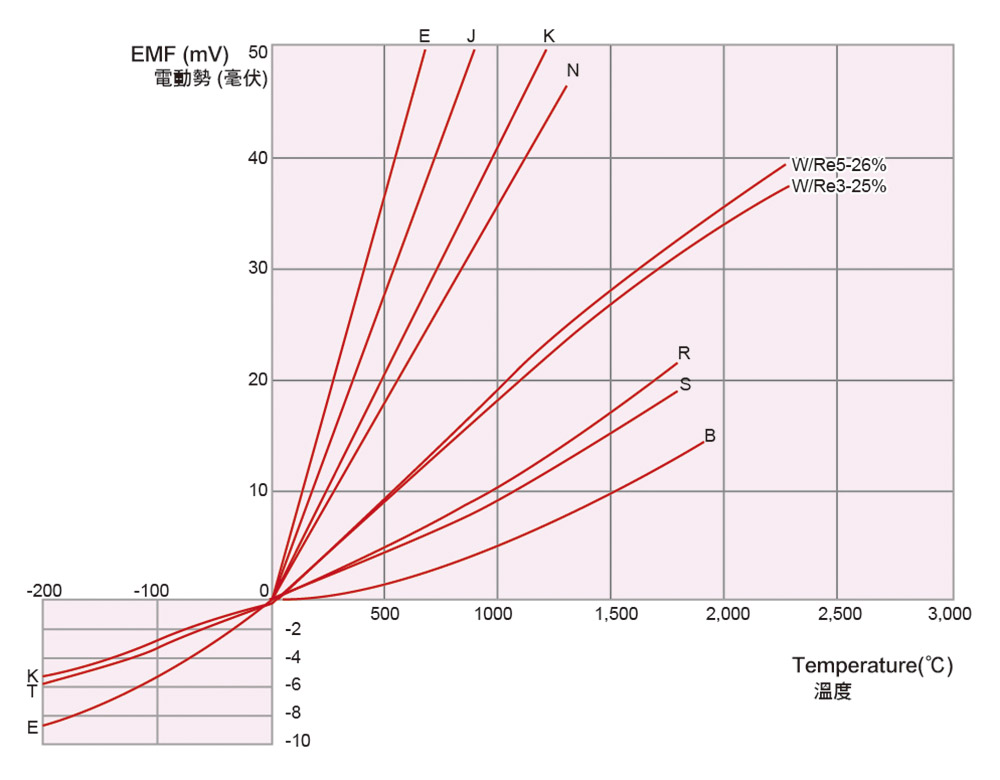 E J K
EMF (mV) 50
電動勢 (毫伏)
N
40
W/Re5-26%
W/Re3-25%
30
R
20
S
B
10
-200 -100 0
500 1000 1,500 2,000 2,500 3,000
-2
-4
K
-6
T
-8
E
-10
Temperature(℃)
溫度